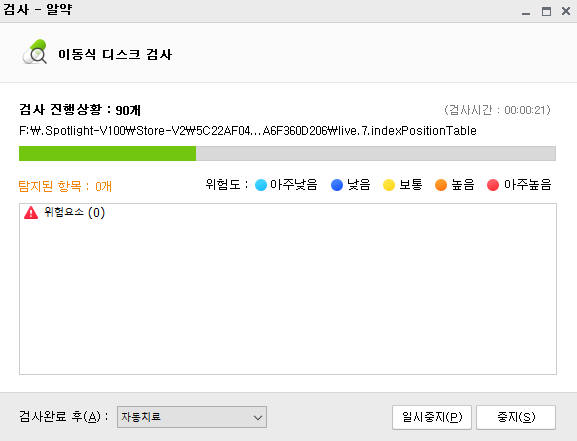 검사 - 알약
이동식 디스크 검사
검사 진행상황 : 90개 (검사시간 : 00:00:21)
F:₩.Spotlight-V100₩Store-V2₩5C22AF04...A6F360D206₩live.7.indexPositionTable
탐지된 항목 : 0개 위험도 : 아주낮음 낮음 보통 높음 아주높음
위험요소 (0)
검사완료 후(A) : 자동치료 일시중지(P) 중지(S)